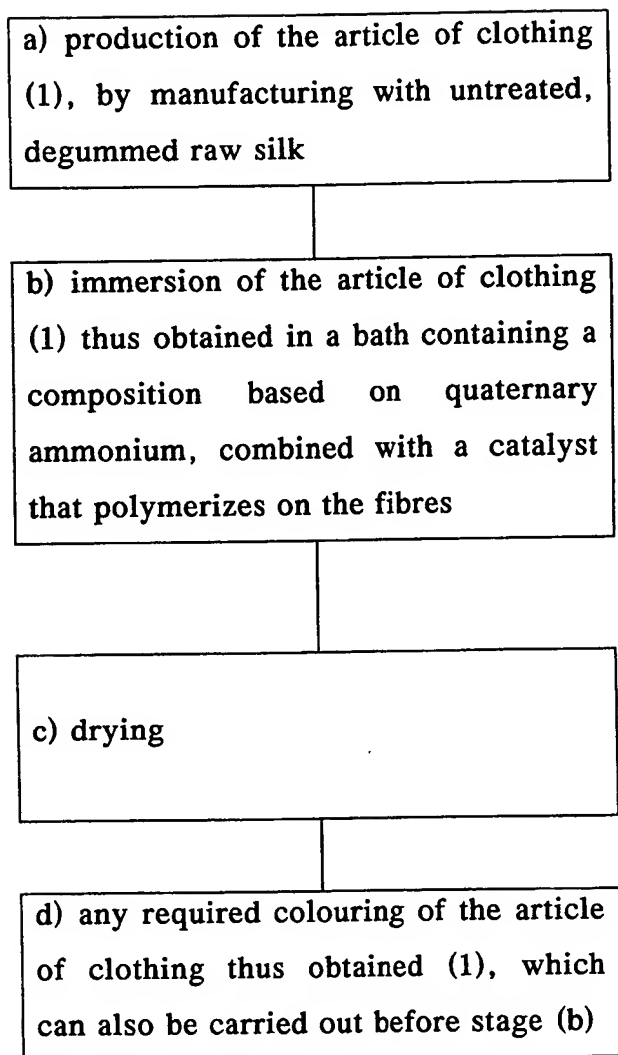 a) production of the article of clothing
(1), by manufacturing with untreated,
degummed raw silk
b) immersion of the article of clothing
(1) thus obtained in a bath containing a
composition based on quaternary
ammonium, combined with a catalyst
that polymerizes on the fibres
c) drying
d) any required colouring of the article
of clothing thus obtained (1), which
can also be carried out before stage (b)